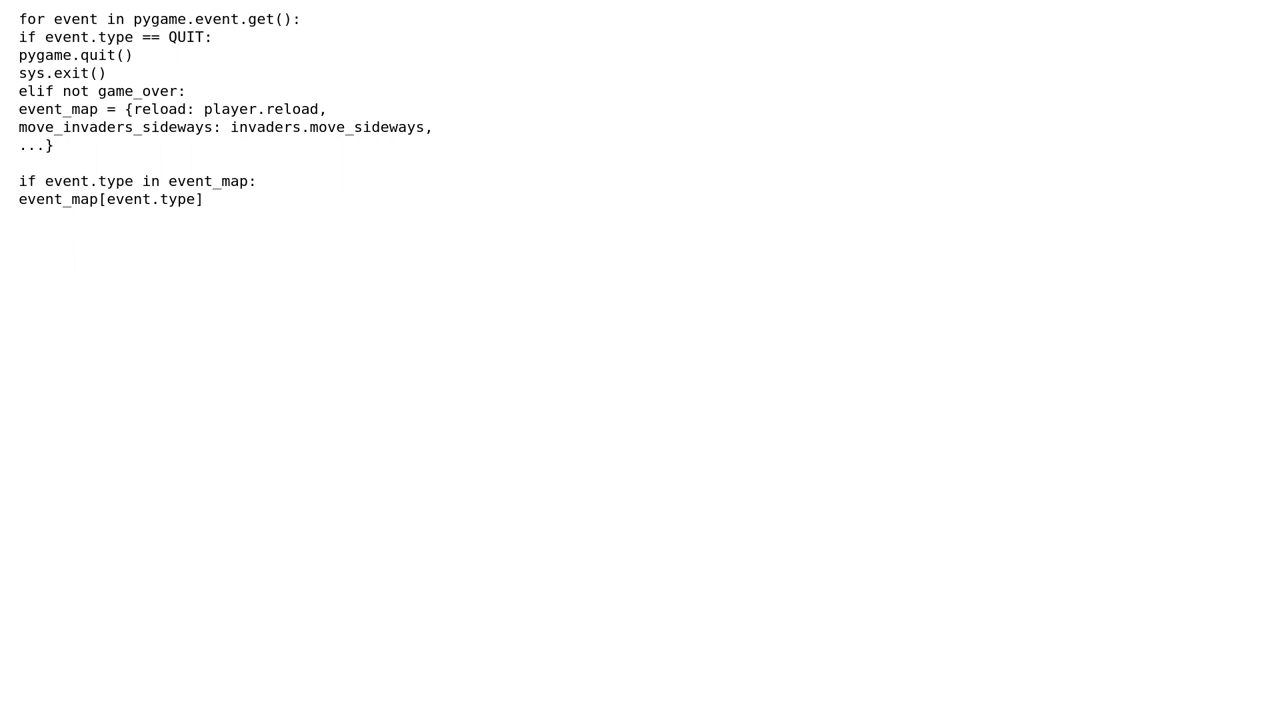 for event in pygame.event.get():
if event.type == QUIT:
pygame.quit()
sys.exit()
elif not game_over:
event_map = {reload: player.reload,
move_invaders_sideways: invaders.move_sideways,
...}

if event.type in event_map:
event_map[event.type]